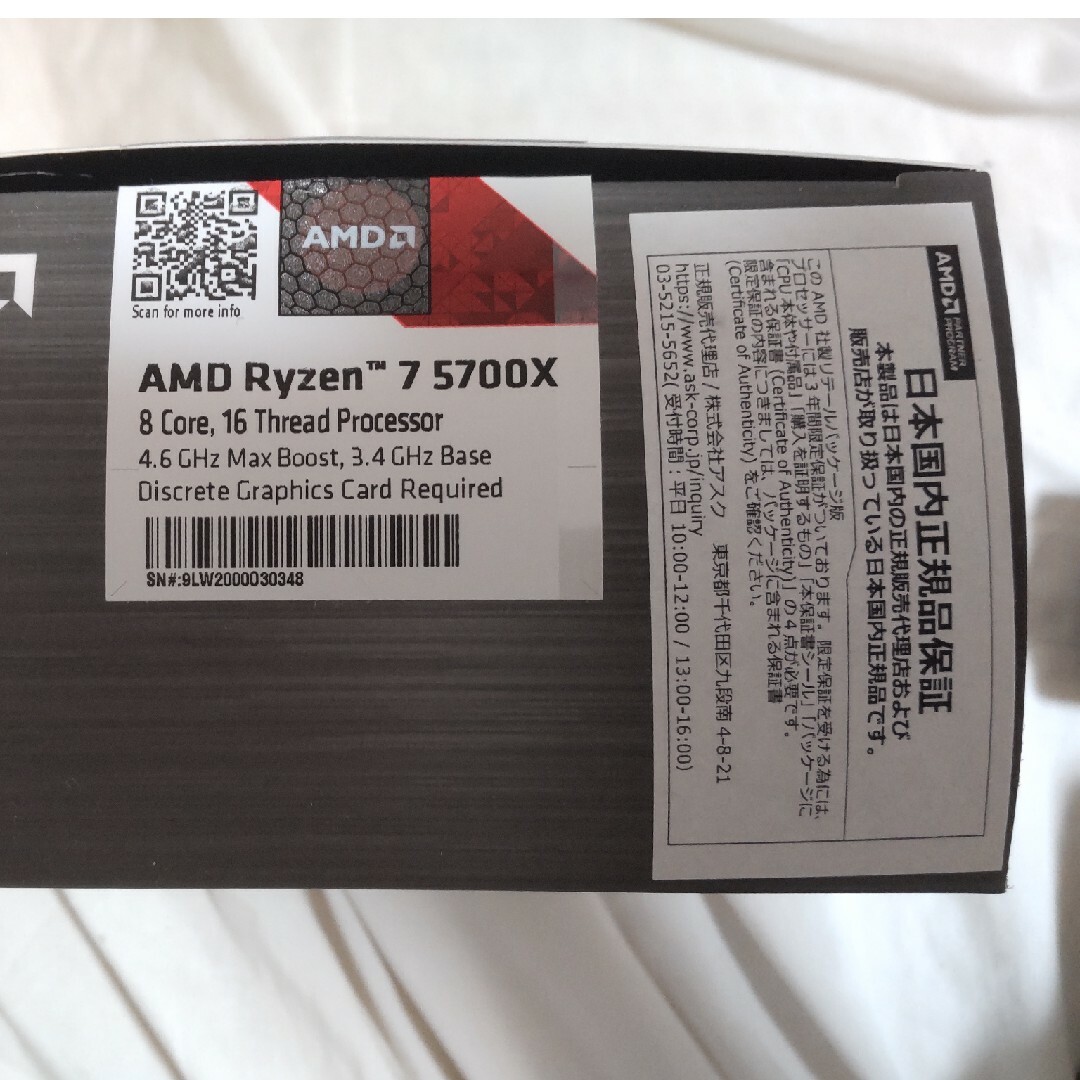 Scan for more info
AMD
AMD Ryzen™ 7 5700X
8 Core, 16 Thread Processor
4.6 GHz Max Boost, 3.4 GHz Base
Discrete Graphics Card Required
SN#:9LW2000O30348
AMD PARTNER
PROGRAM
日本国内正規品保証
本製品は日本国内の正規販売代理店および
販売店が取り扱っている日本国内正規品です。
この AMD 社製リテールパッケージ版
プロセッサーには 3 年間限定保証がついております。限定保証を受ける為には、
「CPU 本体や付属品」「購入を証明するもの」「本保証書シール」「パッケージに
含まれる保証書 (Certificate of Authenticity)」の 4 点が必要です。
限定保証の内容につきましては、パッケージに含まれる保証書
(Certificate of Authenticity) をご確認ください。
正規販売代理店 / 株式会社アスク 東京都千代田区九段南 4-8-21
https://www.ask-corp.jp/inquiry
03-5215-5652(受付時間：平日 10:00-12:00 / 13:00-16:00)